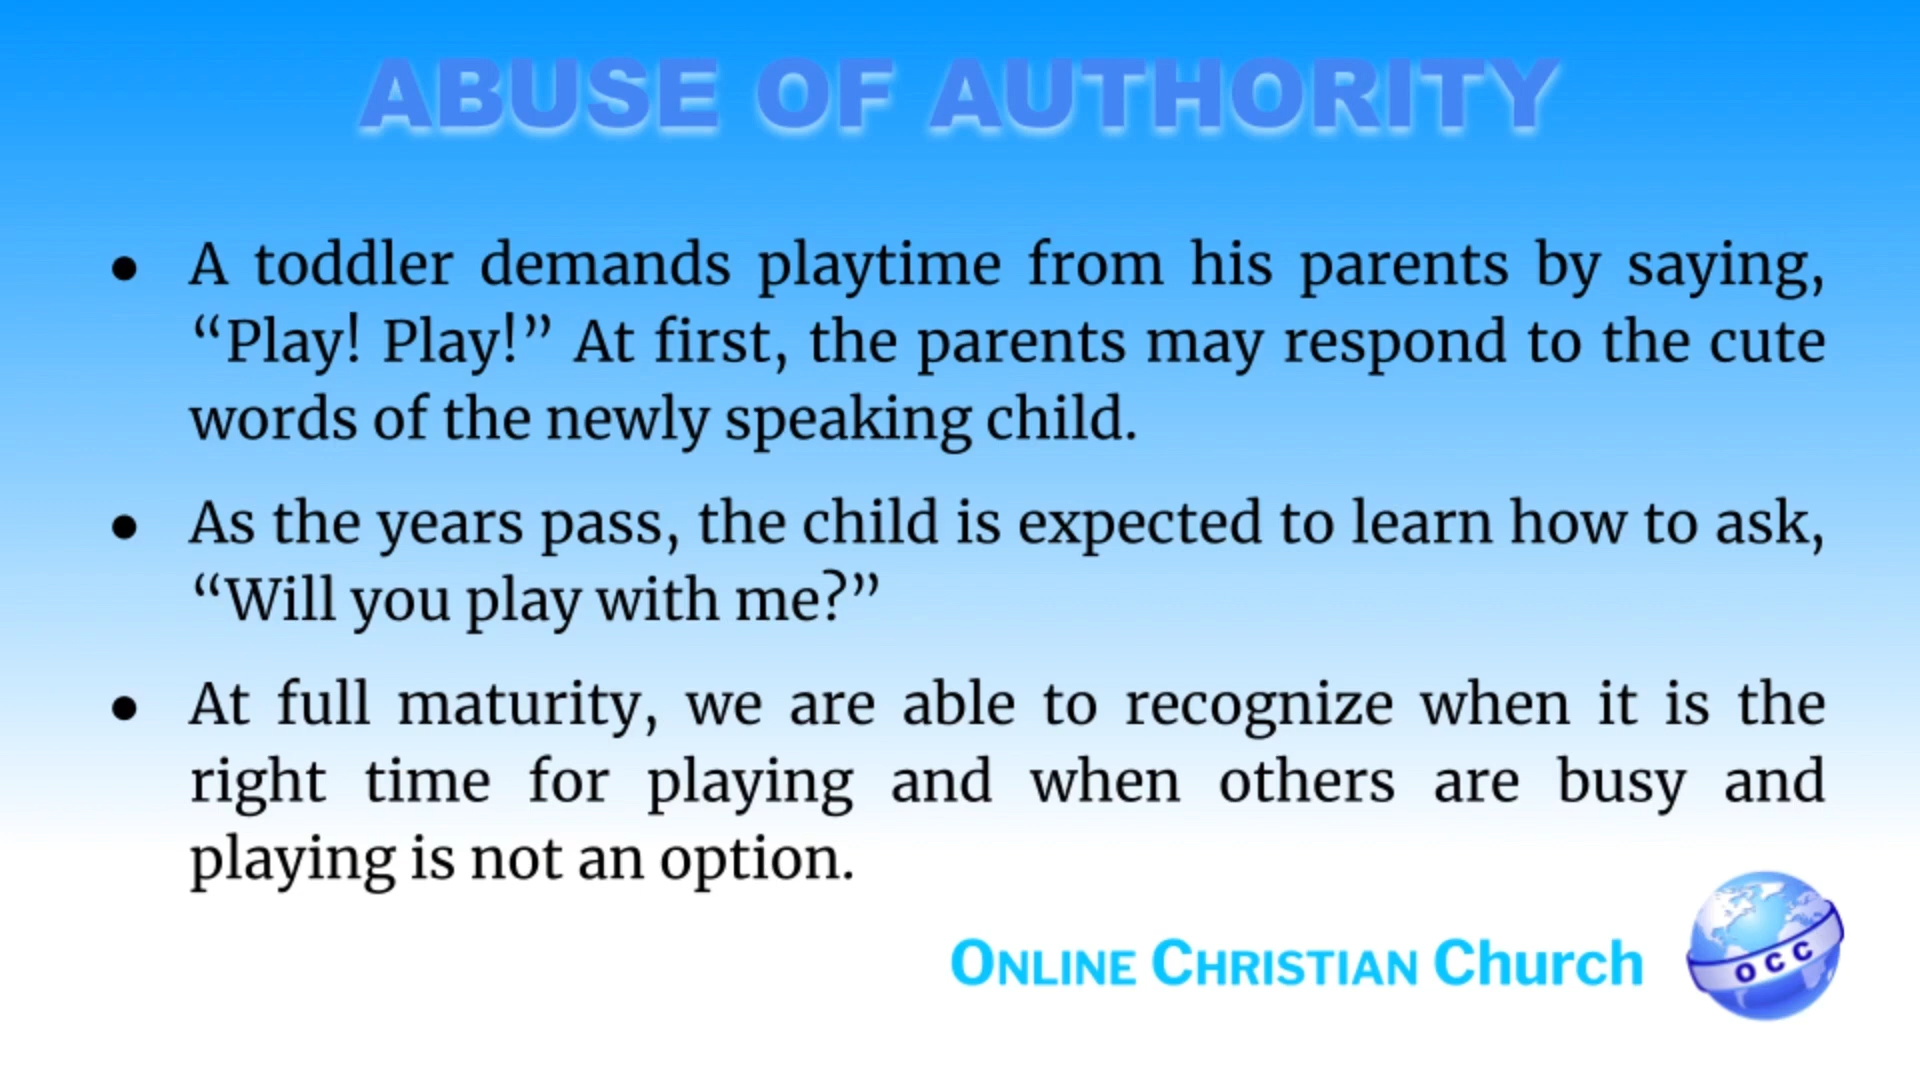 ABUSE OF AUTHORITY
● A toddler demands playtime from his parents by saying,
“Play! Play!” At first, the parents may respond to the cute
words of the newly speaking child.
● As the years pass, the child is expected to learn how to ask,
“Will you play with me?”
● At full maturity, we are able to recognize when it is the
right time for playing and when others are busy and
playing is not an option.
ONLINE CHRISTIAN Church
OCC